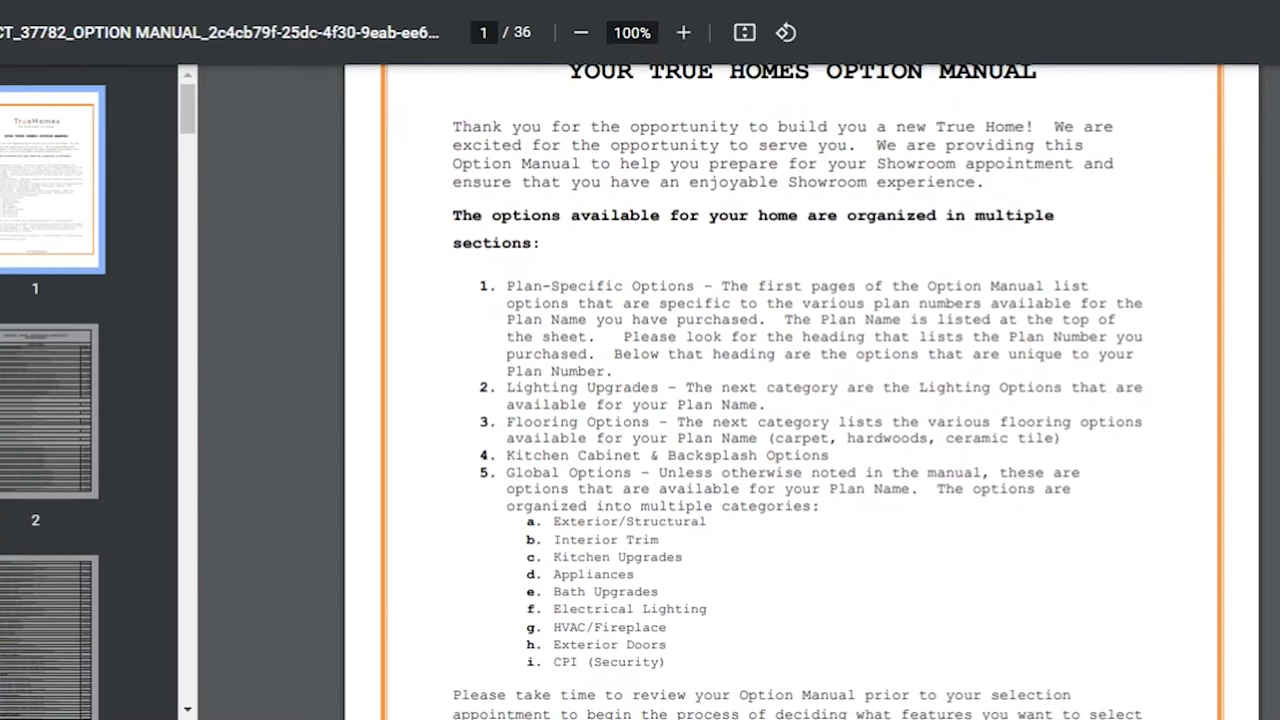 CT_37782_OPTION MANUAL_2c4cb79f-25dc-4f30-9eab-ee6...
1 / 36
100%
YOUR TRUE HOMES OPTION MANUAL
Thank you for the opportunity to build you a new True Home! We are
excited for the opportunity to serve you. We are providing this
Option Manual to help you prepare for your Showroom appointment and
ensure that you have an enjoyable Showroom experience.
The options available for your home are organized in multiple
sections:
1. Plan-Specific Options - The first pages of the Option Manual list
options that are specific to the various plan numbers available for the
Plan Name you have purchased. The Plan Name is listed at the top of
the sheet. Please look for the heading that lists the Plan Number you
purchased. Below that heading are the options that are unique to your
Plan Number.
2. Lighting Upgrades - The next category are the Lighting Options that are
available for your Plan Name.
3. Flooring Options - The next category lists the various flooring options
available for your Plan Name (carpet, hardwoods, ceramic tile)
4. Kitchen Cabinet & Backsplash Options
5. Global Options - Unless otherwise noted in the manual, these are
options that are available for your Plan Name. The options are
organized into multiple categories:
a. Exterior/Structural
b. Interior Trim
c. Kitchen Upgrades
d. Appliances
e. Bath Upgrades
f. Electrical Lighting
g. HVAC/Fireplace
h. Exterior Doors
i. CPI (Security)
Please take time to review your Option Manual prior to your selection
appointment to begin the process of deciding what features you want to select
TrueHomes
1
2